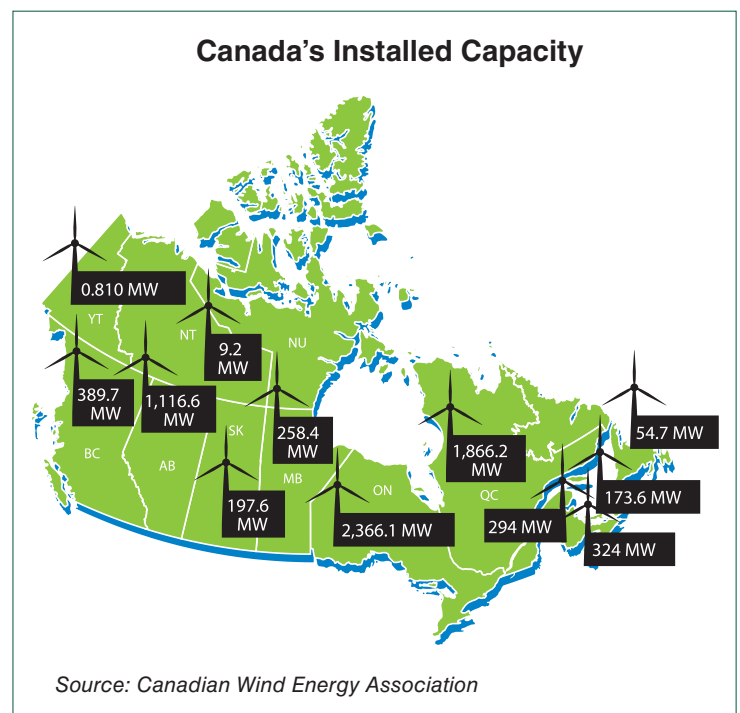 Canada's Installed Capacity
0.810 MW
YT
NT
9.2
MW
NU
389.7
MW
1,116.6
MW
258.4
MW
54.7 MW
SK
1,866.2
MW
BC
AB
MB
ON
QC
173.6 MW
197.6
MW
2,366.1 MW
294 MW
324 MW
Source: Canadian Wind Energy Association